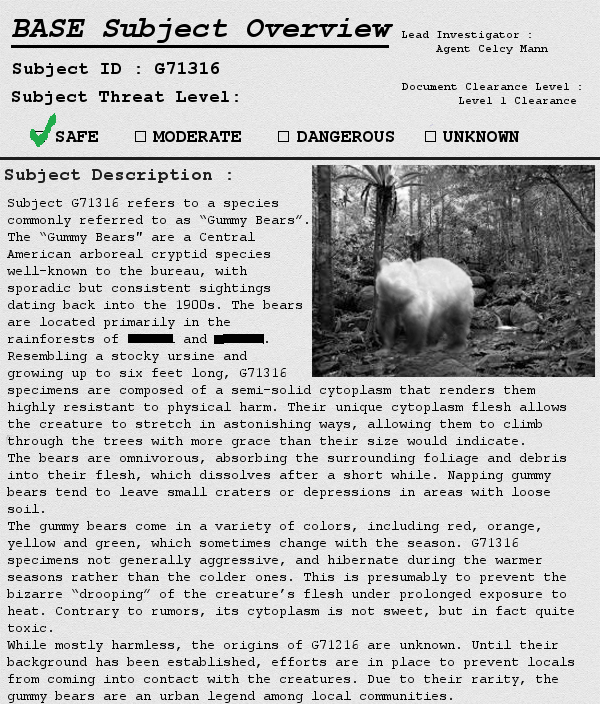 BASE Subject Overview
Lead Investigator :
Agent Celcy Mann
Subject ID : G71316
Document Clearance Level :
Level 1 Clearance
Subject Threat Level:
SAFE MODERATE DANGEROUS UNKNOWN
Subject Description :
Subject G71316 refers to a species
commonly referred to as “Gummy Bears”.
The “Gummy Bears" are a Central
American arboreal cryptid species
well-known to the bureau, with
sporadic but consistent sightings
dating back into the 1900s. The bears
are located primarily in the
rainforests of and .
Resembling a stocky ursine and
growing up to six feet long, G71316
specimens are composed of a semi-solid cytoplasm that renders them
highly resistant to physical harm. Their unique cytoplasm flesh allows
the creature to stretch in astonishing ways, allowing them to climb
through the trees with more grace than their size would indicate.
The bears are omnivorous, absorbing the surrounding foliage and debris
into their flesh, which dissolves after a short while. Napping gummy
bears tend to leave small craters or depressions in areas with loose
soil.
The gummy bears come in a variety of colors, including red, orange,
yellow and green, which sometimes change with the season. G71316
specimens not generally aggressive, and hibernate during the warmer
seasons rather than the colder ones. This is presumably to prevent the
bizarre “drooping” of the creature’s flesh under prolonged exposure to
heat. Contrary to rumors, its cytoplasm is not sweet, but in fact quite
toxic.
While mostly harmless, the origins of G71216 are unknown. Until their
background has been established, efforts are in place to prevent locals
from coming into contact with the creatures. Due to their rarity, the
gummy bears are an urban legend among local communities.